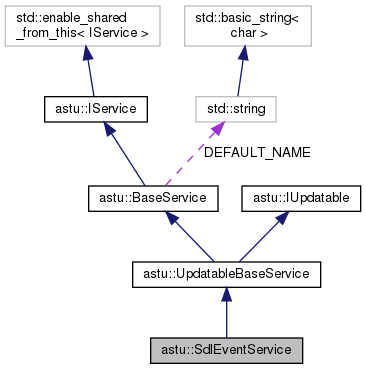 std::enable_shared
_from_this< IService >
std::basic_string<
char >
astu::IService
std::string
DEFAULT_NAME
astu::BaseService
astu::IUpdatable
astu::UpdatableBaseService
astu::SdlEventService